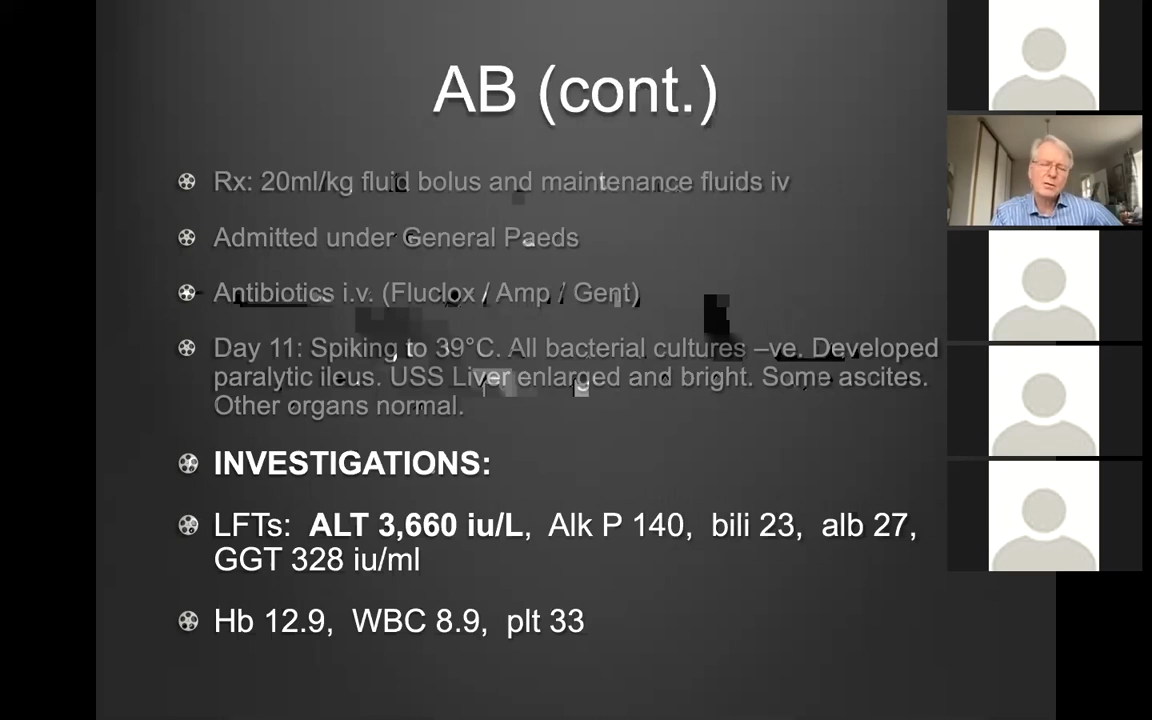 AB (cont.)
Rx: 20ml/kg fluid bolus and maintenance fluids iv
Admitted under General Paeds
Antibiotics i.v. (Fluclox / Amp / Gent)
Day 11: Spiking to 39°C. All bacterial cultures –ve. Developed
paralytic ileus. USS Liver enlarged and bright. Some ascites.
Other organs normal.
INVESTIGATIONS:
LFTs: ALT 3,660 iu/L, Alk P 140, bili 23, alb 27,
GGT 328 iu/ml
Hb 12.9, WBC 8.9, plt 33